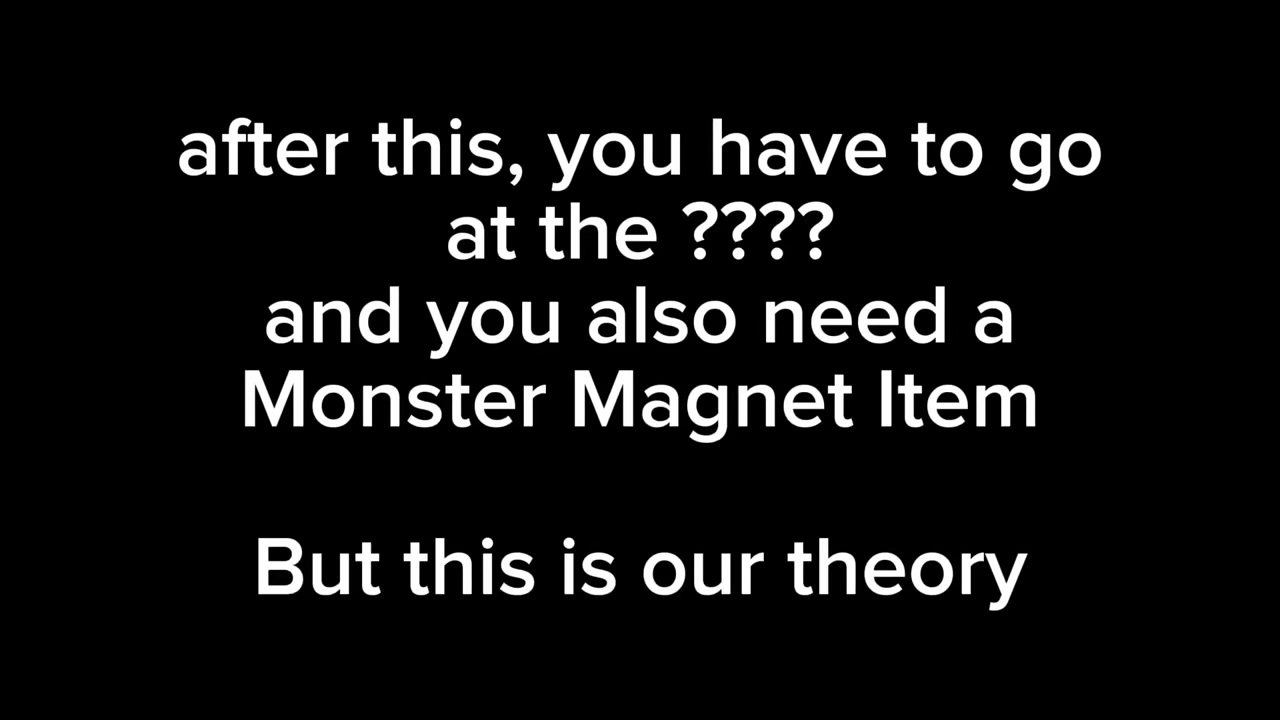 after this, you have to go
at the ????
and you also need a
Monster Magnet Item
But this is our theory